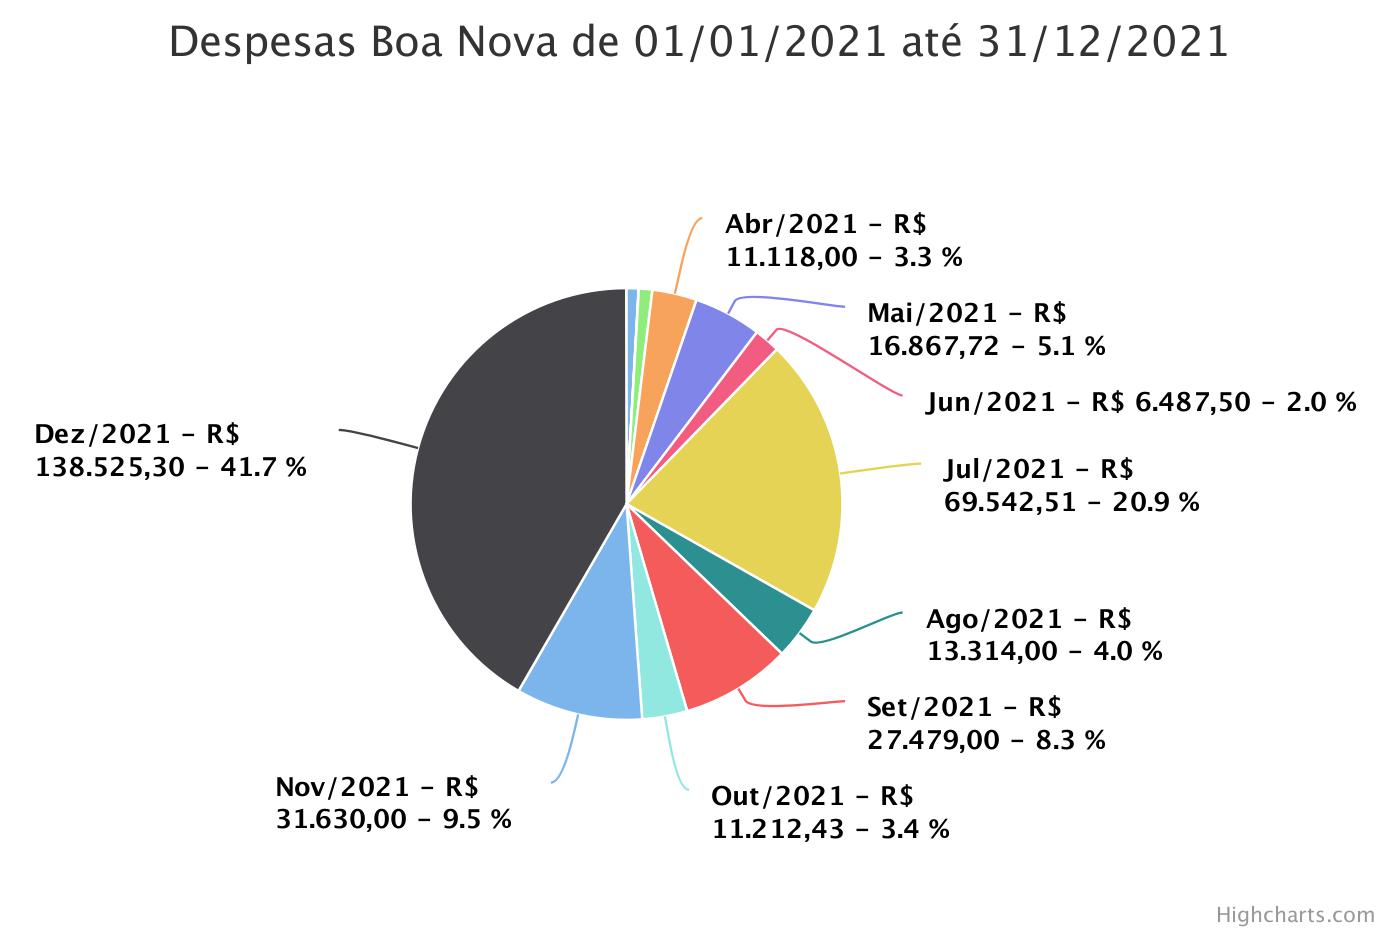 Despesas Boa Nova de 01/01/2021 até 31/12/2021
Abr/2021 – R$
11.118,00 – 3.3 %
Mai/2021 – R$
16.867,72 – 5.1 %
Jun/2021 – R$ 6.487,50 – 2.0 %
Jul/2021 – R$
69.542,51 – 20.9 %
Ago/2021 – R$
13.314,00 – 4.0 %
Set/2021 – R$
27.479,00 – 8.3 %
Out/2021 – R$
11.212,43 – 3.4 %
Nov/2021 – R$
31.630,00 – 9.5 %
Dez/2021 – R$
138.525,30 – 41.7 %
Highcharts.com